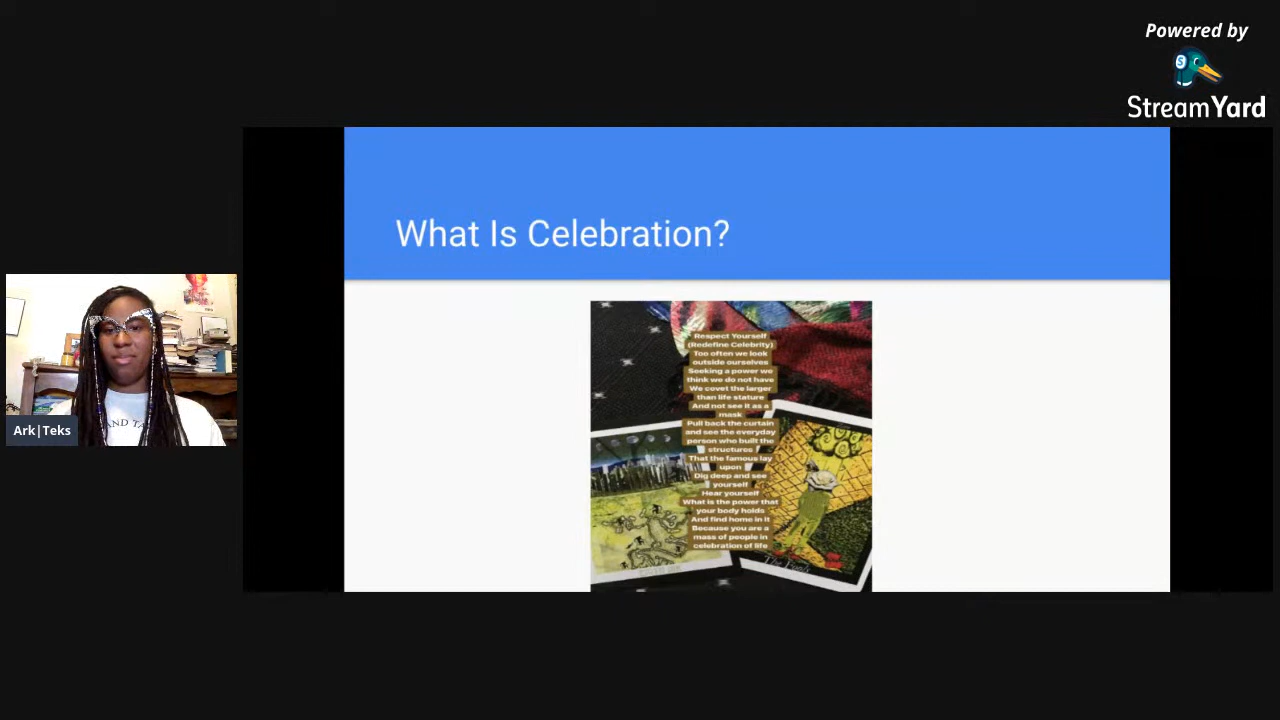 Powered by
StreamYard
What Is Celebration?
Respect Yourself
(Redefine Celebrity)
Too often we look
outside ourselves
Seeking a power we
think we do not have
We covet the larger
than life stature
And not see it as a
mask
Pull back the curtain
and see the everyday
person who built the
structures
That the famous lay
upon
Dig deep and see
yourself
Hear yourself
What is the power that
your body holds
And find home in it
Because you are a
mass of people in
celebration of life
Ark|Teks
AND TA